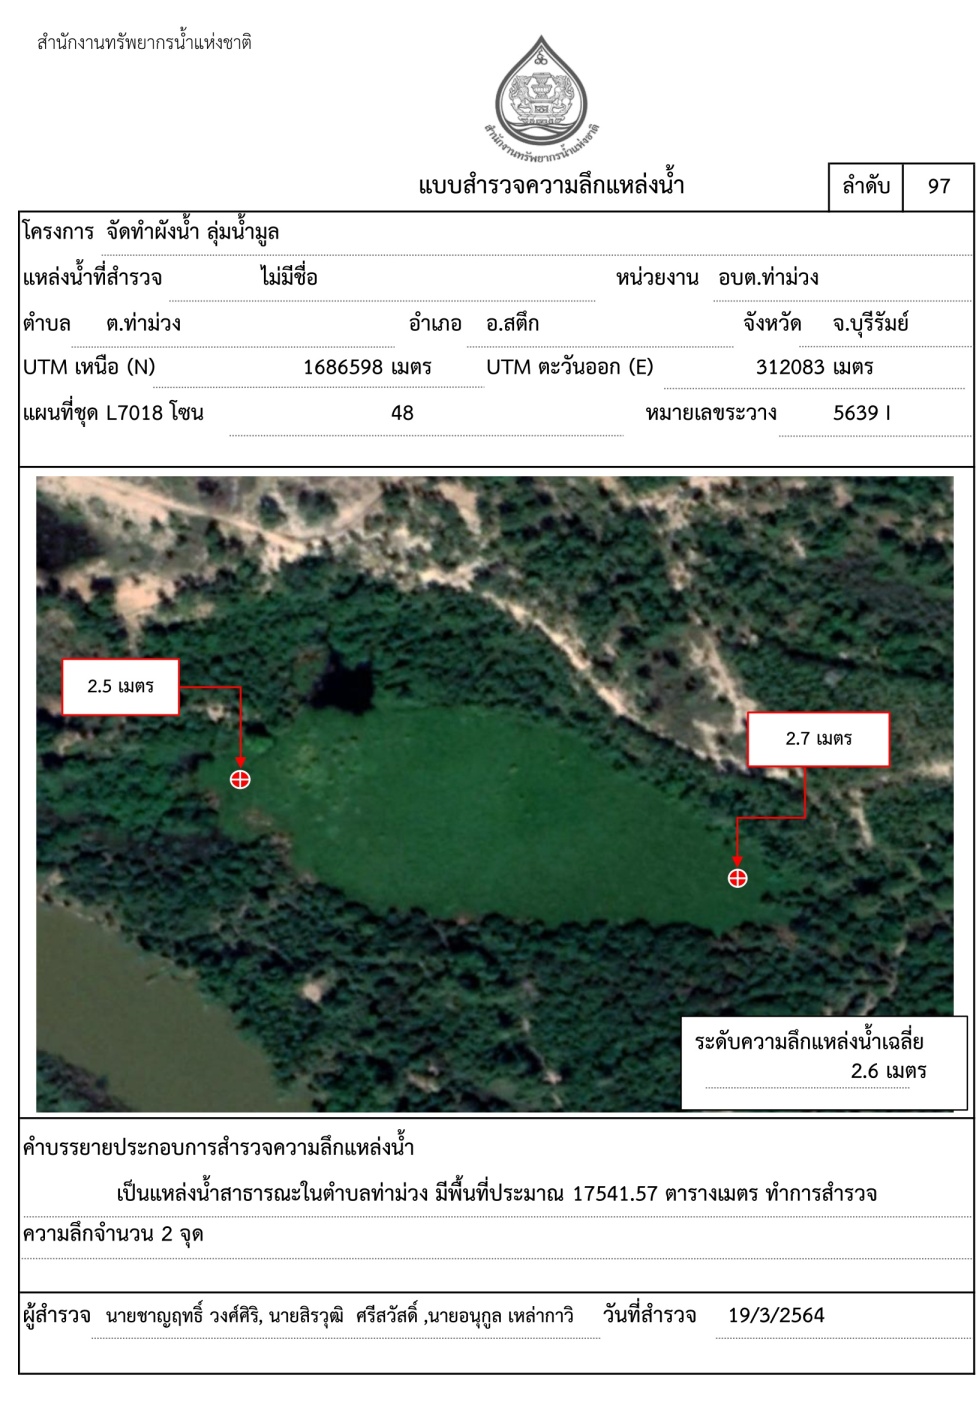 สำนักงานทรัพยากรน้ำแห่งชาติ
สำนักงานทรัพยากรน้ำแห่งชาติ
แบบสำรวจความลึกแหล่งน้ำ
ลำดับ 97
โครงการ จัดทำผังน้ำ ลุ่มน้ำมูล
แหล่งน้ำที่สำรวจ ไม่มีชื่อ หน่วยงาน อบต.ท่าม่วง
ตำบล ต.ท่าม่วง อำเภอ อ.สตึก จังหวัด จ.บุรีรัมย์
UTM เหนือ (N) 1686598 เมตร UTM ตะวันออก (E) 312083 เมตร
แผนที่ชุด L7018 โซน 48 หมายเลขระวาง 5639 I
2.5 เมตร
2.7 เมตร
ระดับความลึกแหล่งน้ำเฉลี่ย
2.6 เมตร
คำบรรยายประกอบการสำรวจความลึกแหล่งน้ำ
เป็นแหล่งน้ำสาธารณะในตำบลท่าม่วง มีพื้นที่ประมาณ 17541.57 ตารางเมตร ทำการสำรวจ
ความลึกจำนวน 2 จุด
ผู้สำรวจ นายชาญฤทธิ์ วงศ์ศิริ, นายสิรวุฒิ ศรีสวัสดิ์ ,นายอนุกูล เหล่ากาวิ วันที่สำรวจ 19/3/2564